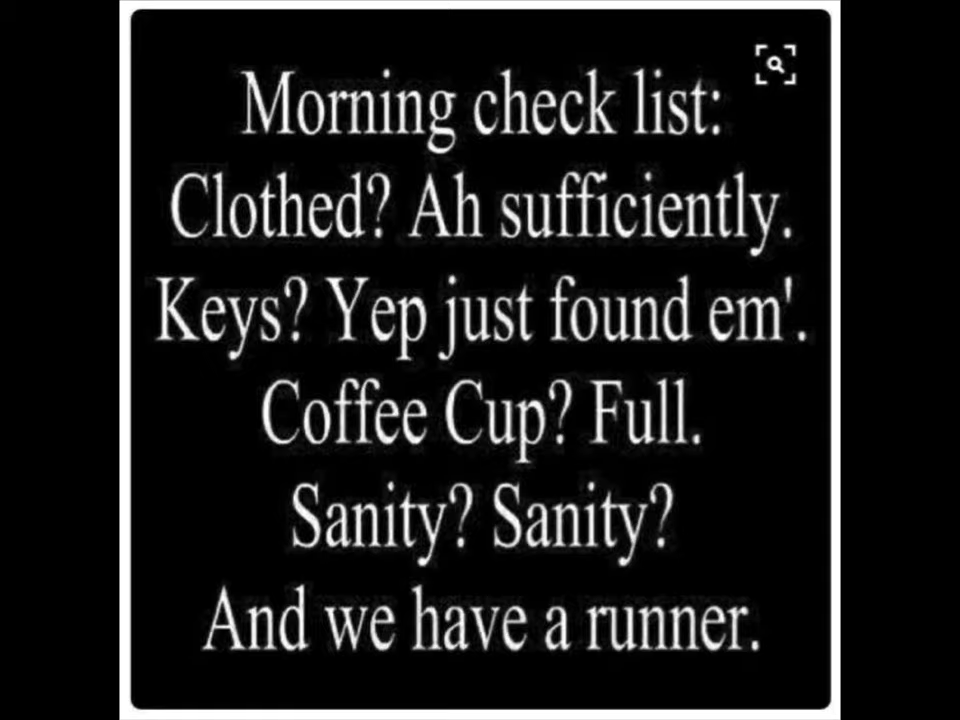 Morning check list:
Clothed? Ah sufficiently.
Keys? Yep just found em'.
Coffee Cup? Full.
Sanity? Sanity?
And we have a runner.